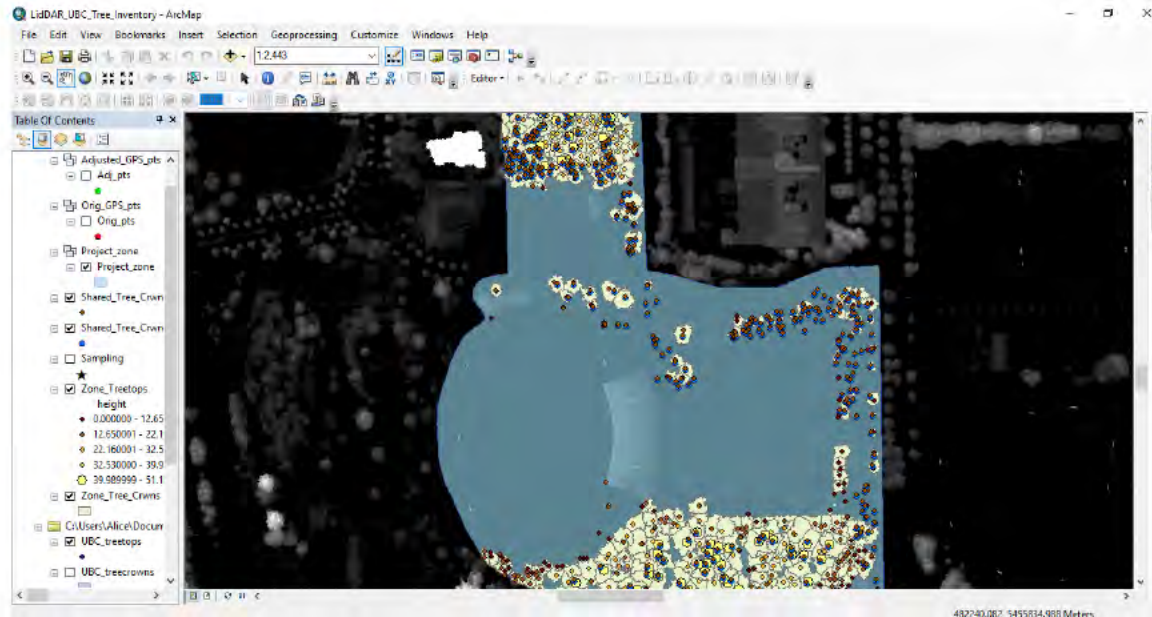 LidDAR_UBC_Tree_Inventory - ArcMap
File Edit View Bookmarks Insert Selection Geoprocessing Customize Windows Help
1:2,443
Editor
Table Of Contents
Adjusted_GPS_pts
Adj_pts
Orig_GPS_pts
Orig_pts
Project_zone
Project_zone
Shared_Tree_Crwn
Shared_Tree_Crwn
Sampling
Zone_Treetops
height
0.000000 - 12.65
12.650001 - 22.1
22.160001 - 32.5
32.530000 - 39.9
39.989999 - 51.1
Zone_Tree_Crwns
C:\Users\Alice\Docum
UBC_treetops
UBC_treecrowns
482240.087 5455834.988 Meters